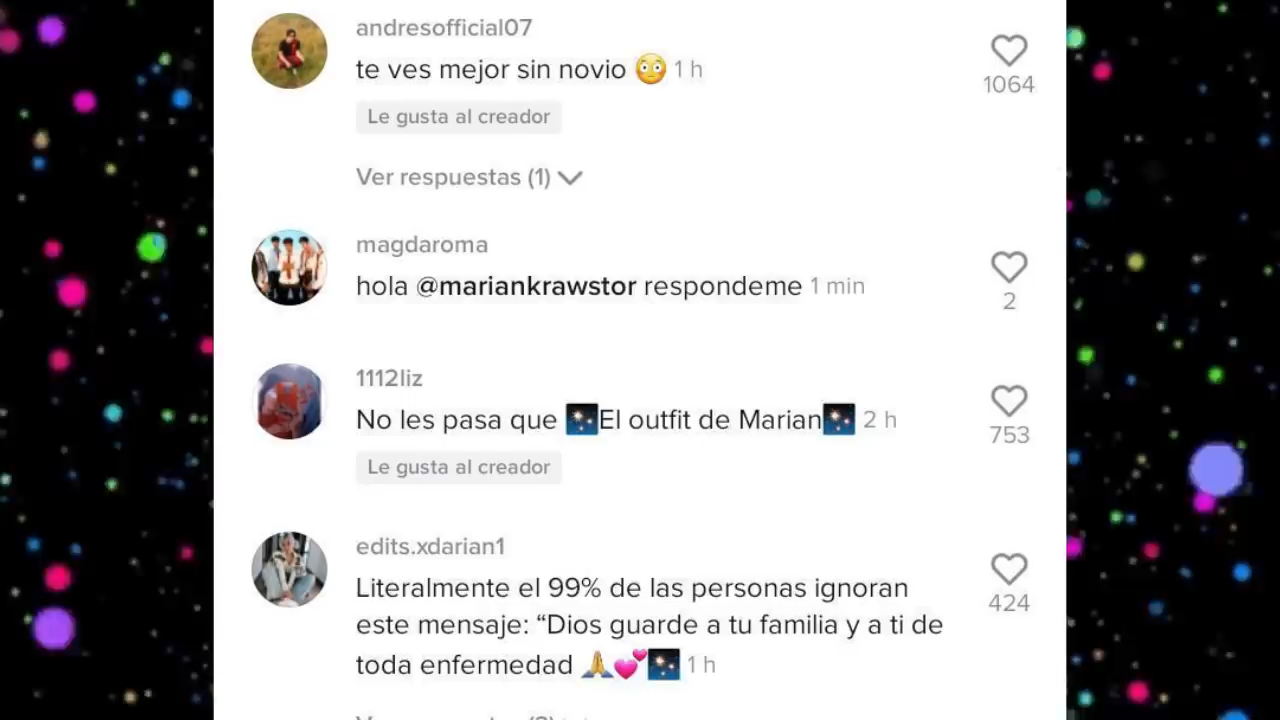 andresofficial07
te ves mejor sin novio 😳 1 h
1064
Le gusta al creador
Ver respuestas (1)
magdaroma
hola @mariankrawstor respondeme 1 min
2
1112liz
No les pasa que 🎇El outfit de Marian🎇 2 h
753
Le gusta al creador
edits.xdarian1
Literalmente el 99% de las personas ignoran
424
este mensaje: “Dios guarde a tu familia y a ti de
toda enfermedad 🙏💕🎇 1 h